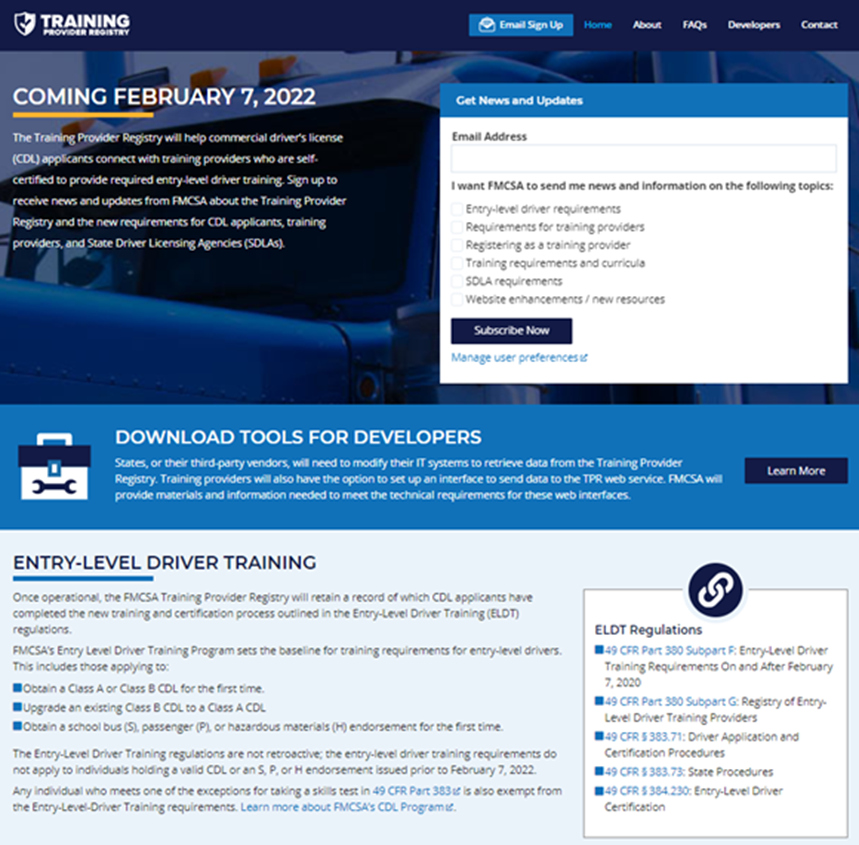 TRAINING
PROVIDER REGISTRY
Email Sign Up
Home
About
FAQs
Developers
Contact
COMING FEBRUARY 7, 2022
The Training Provider Registry will help commercial driver's license
(CDL) applicants connect with training providers who are self-
certified to provide required entry-level driver training. Sign up to
receive news and updates from FMCSA about the Training Provider
Registry and the new requirements for CDL applicants, training
providers, and State Driver Licensing Agencies (SDLAs).
Get News and Updates
Email Address
I want FMCSA to send me news and information on the following topics:
Entry-level driver requirements
Requirements for training providers
Registering as a training provider
Training requirements and curricula
SDLA requirements
Website enhancements / new resources
Subscribe Now
Manage user preferences
DOWNLOAD TOOLS FOR DEVELOPERS
States, or their third-party vendors, will need to modify their IT systems to retrieve data from the Training Provider
Registry. Training providers will also have the option to set up an interface to send data to the TPR web service. FMCSA will
provide materials and information needed to meet the technical requirements for these web interfaces.
Learn More
ENTRY-LEVEL DRIVER TRAINING
Once operational, the FMCSA Training Provider Registry will retain a record of which CDL applicants have
completed the new training and certification process outlined in the Entry-Level Driver Training (ELDT)
regulations.
FMCSA's Entry Level Driver Training Program sets the baseline for training requirements for entry-level drivers.
This includes those applying to:
Obtain a Class A or Class B CDL for the first time.
Upgrade an existing Class B CDL to a Class A CDL
Obtain a school bus (S), passenger (P), or hazardous materials (H) endorsement for the first time.
The Entry-Level Driver Training regulations are not retroactive; the entry-level driver training requirements do
not apply to individuals holding a valid CDL or an S, P, or H endorsement issued prior to February 7, 2022.
Any individual who meets one of the exceptions for taking a skills test in 49 CFR Part 383 is also exempt from
the Entry-Level-Driver Training requirements. Learn more about FMCSA's CDL Program.
ELDT Regulations
49 CFR Part 380 Subpart F: Entry-Level Driver
Training Requirements On and After February
7, 2020
49 CFR Part 380 Subpart G: Registry of Entry-
Level Driver Training Providers
49 CFR § 383.71: Driver Application and
Certification Procedures
49 CFR § 383.73: State Procedures
49 CFR § 384.230: Entry-Level Driver
Certification